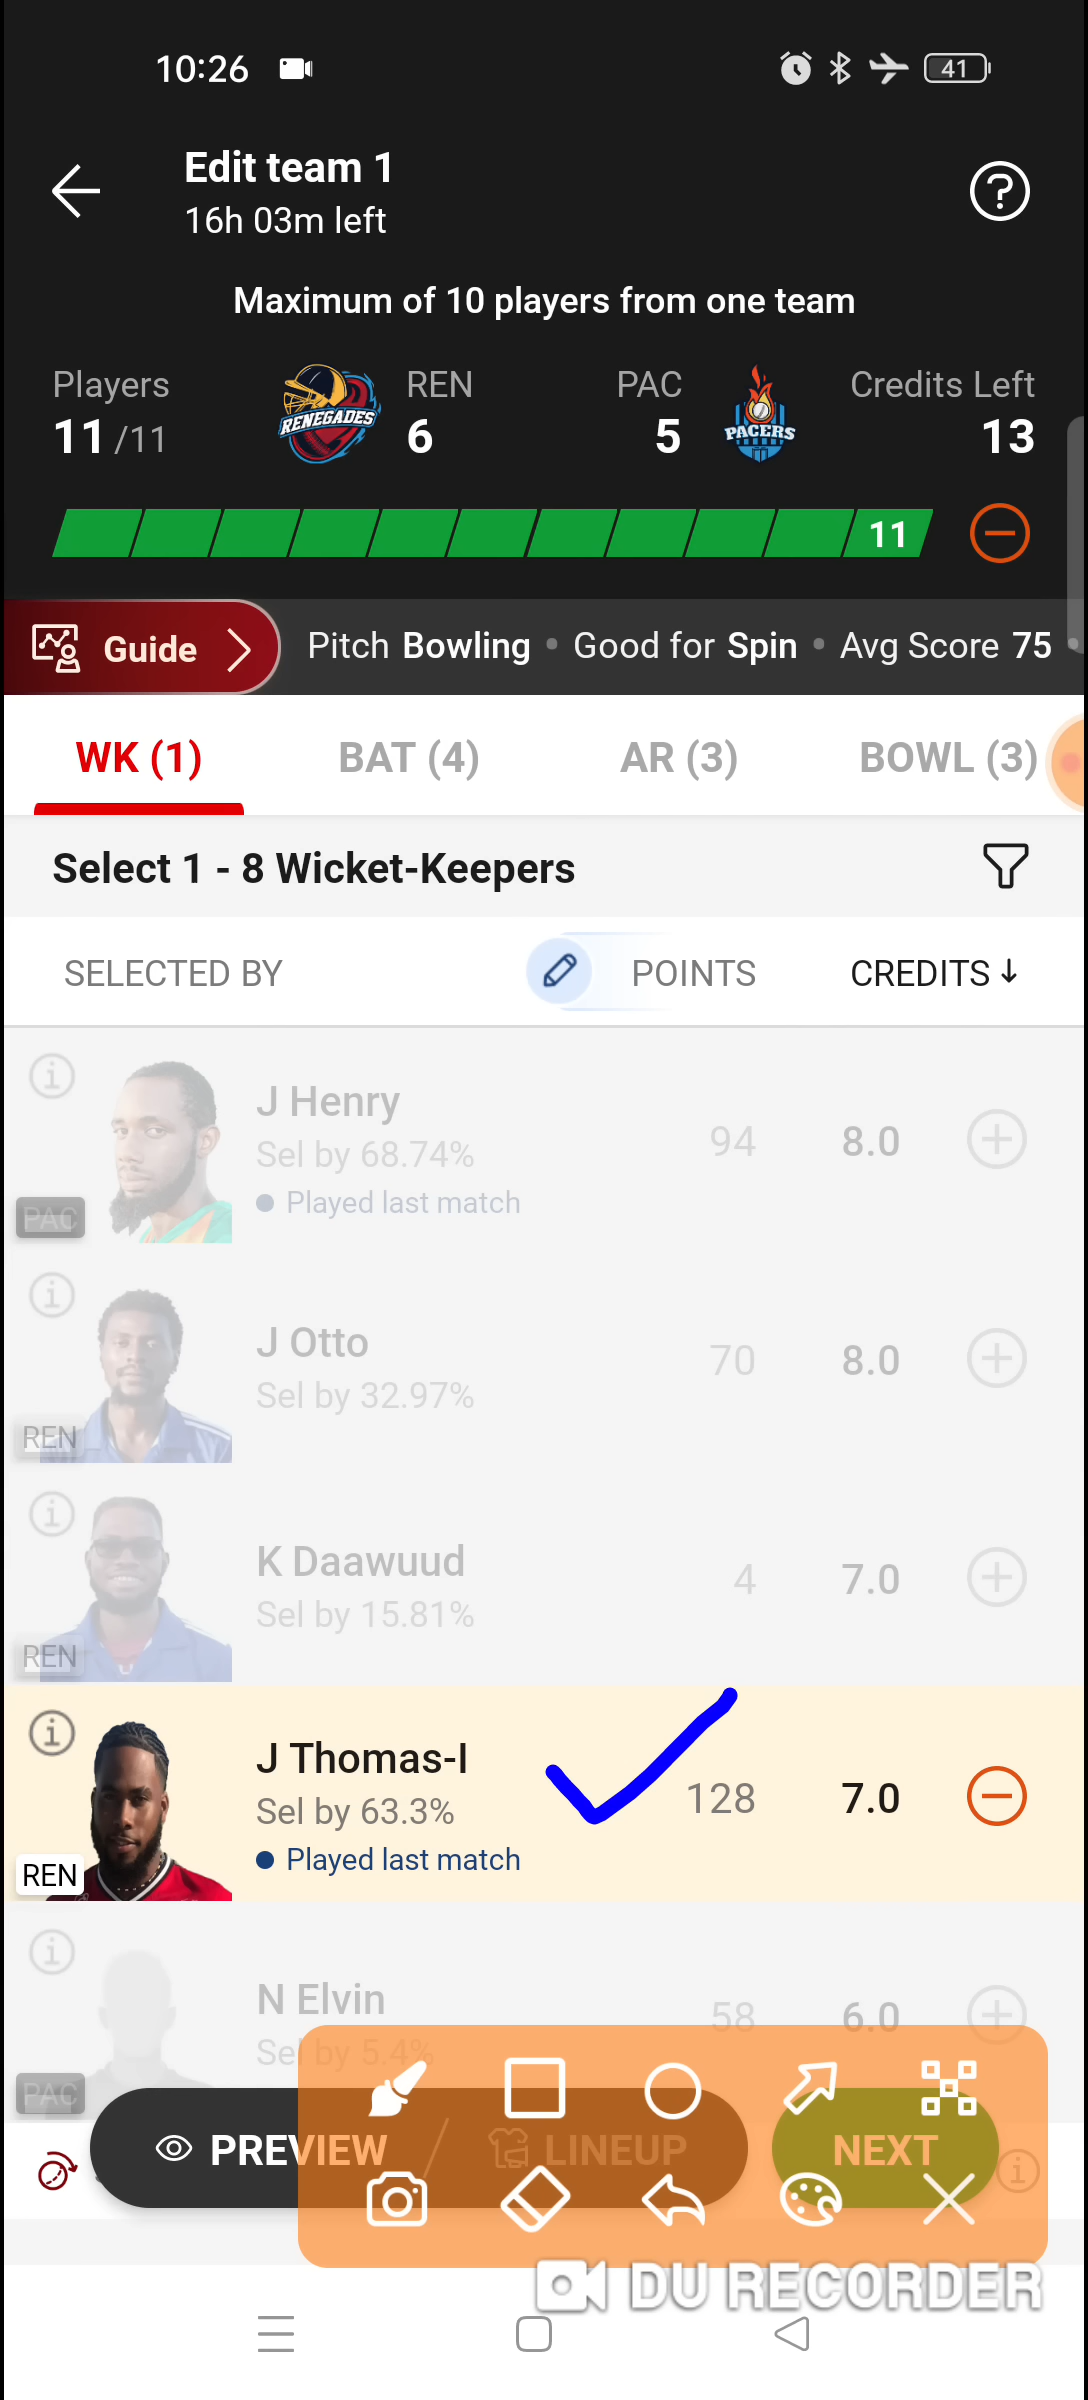 10:26
41
Edit team 1
16h 03m left
Maximum of 10 players from one team
Players
11 /11
RENEGADES
REN
6
PAC
5
PACERS
Credits Left
13
11
Guide
Pitch Bowling • Good for Spin • Avg Score 75
WK (1)
BAT (4)
AR (3)
BOWL (3)
Select 1 - 8 Wicket-Keepers
SELECTED BY
POINTS
CREDITS ↓
J Henry
Sel by 68.74%
94
8.0
Played last match
PAC
J Otto
Sel by 32.97%
70
8.0
REN
K Daawuud
Sel by 15.81%
4
7.0
REN
J Thomas-I
Sel by 63.3%
128
7.0
Played last match
REN
N Elvin
Sel by 5.4%
58
6.0
PAC
PREVIEW
LINEUP
NEXT
DU RECORDER